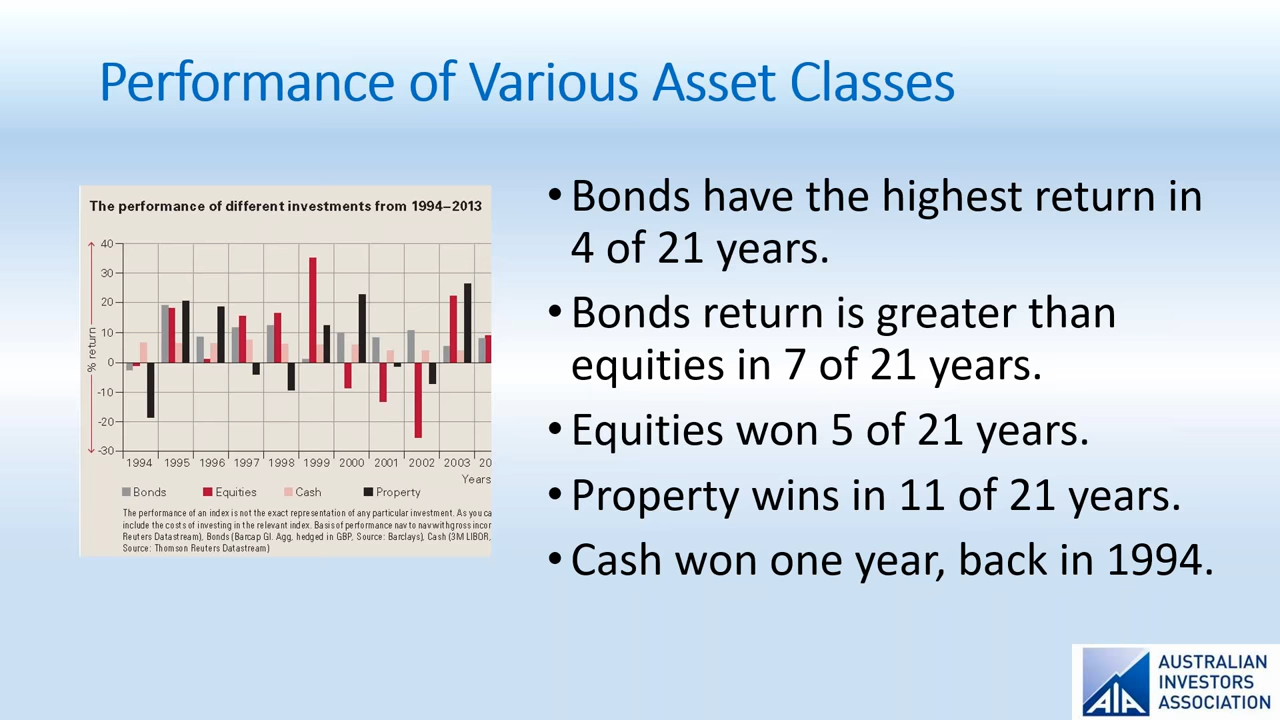 Performance of Various Asset Classes
The performance of different investments from 1994–2013
40
30
20
10
0
-10
-20
-30
% return
1994 1995 1996 1997 1998 1999 2000 2001 2002 2003 20
Years
Bonds Equities Cash Property
The performance of an index is not the exact representation of any particular investment. As you ca
include the costs of investing in the relevant index. Basis of performance nav to nav with gross incor
Reuters Datastream), Bonds (Barcap Gl. Agg, hedged in GBP, Source: Barclays), Cash (3M LIBOR,
Source: Thomson Reuters Datastream)
• Bonds have the highest return in
4 of 21 years.
• Bonds return is greater than
equities in 7 of 21 years.
• Equities won 5 of 21 years.
• Property wins in 11 of 21 years.
• Cash won one year, back in 1994.
AIA
AUSTRALIAN
INVESTORS
ASSOCIATION